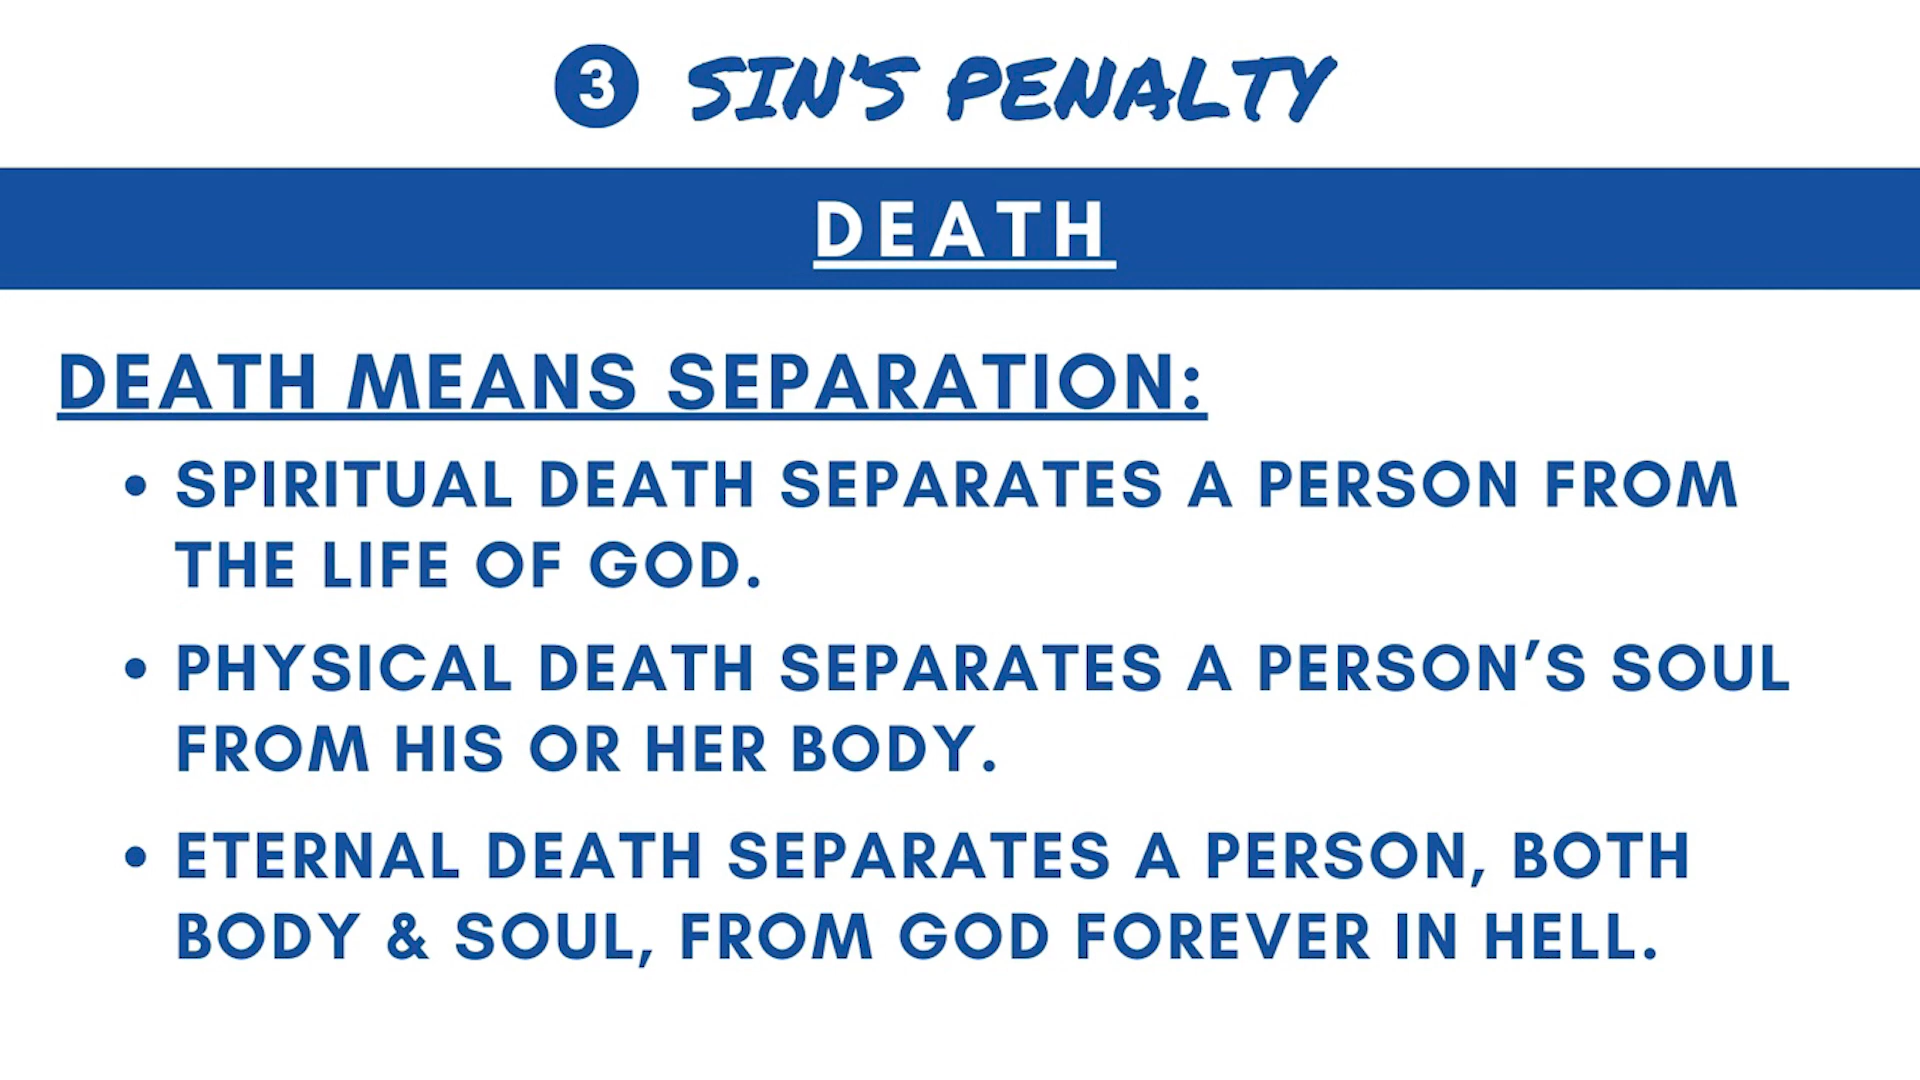 3 SIN'S PENALTY
DEATH
DEATH MEANS SEPARATION:
• SPIRITUAL DEATH SEPARATES A PERSON FROM
THE LIFE OF GOD.
• PHYSICAL DEATH SEPARATES A PERSON’S SOUL
FROM HIS OR HER BODY.
• ETERNAL DEATH SEPARATES A PERSON, BOTH
BODY & SOUL, FROM GOD FOREVER IN HELL.